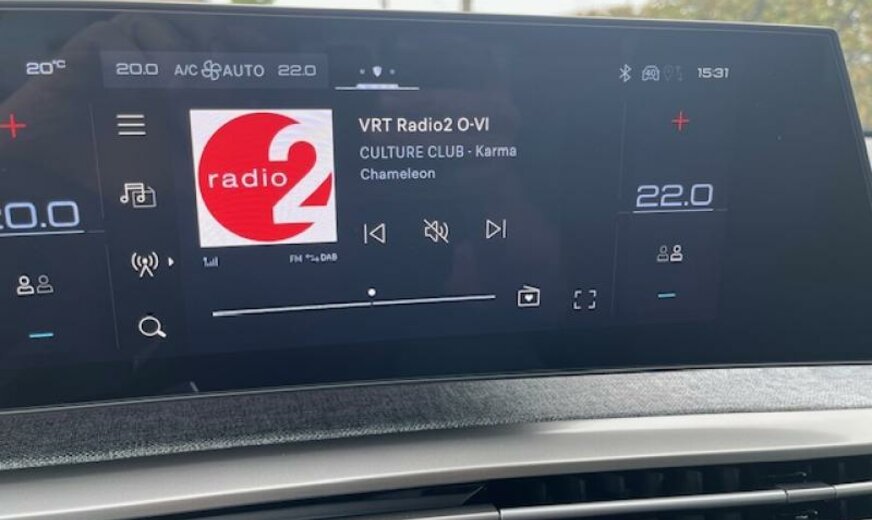 20°C
20.0 A/C AUTO 22.0
40
15:31
radio 2
VRT Radio2 O-Vl
CULTURE CLUB · Karma
Chameleon
20.0
22.0
FM DAB